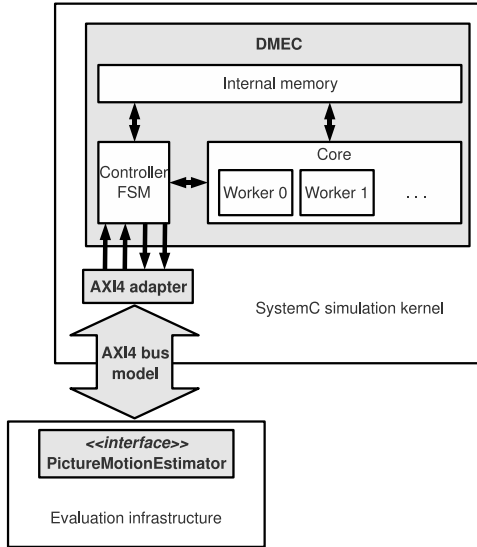 DMEC
Internal memory
Controller
FSM
Core
Worker 0
Worker 1
. . .
AXI4 adapter
SystemC simulation kernel
AXI4 bus
model
<<interface>>
PictureMotionEstimator
Evaluation infrastructure